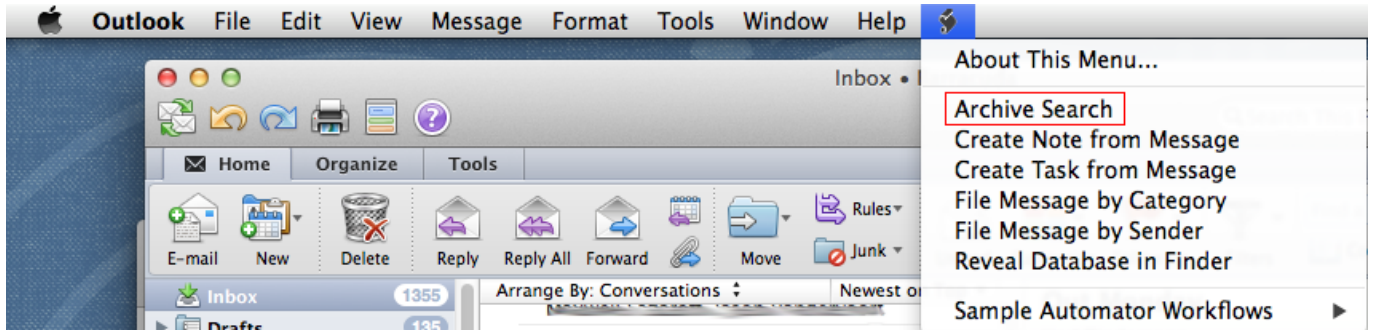 Outlook File Edit View Message Format Tools Window Help
About This Menu...
Archive Search
Create Note from Message
Create Task from Message
File Message by Category
File Message by Sender
Reveal Database in Finder
Sample Automator Workflows
Inbox •
Home Organize Tools
E-mail New Delete Reply Reply All Forward Move Rules Junk
Inbox 1355 Arrange By: Conversations Newest o
Drafts 135